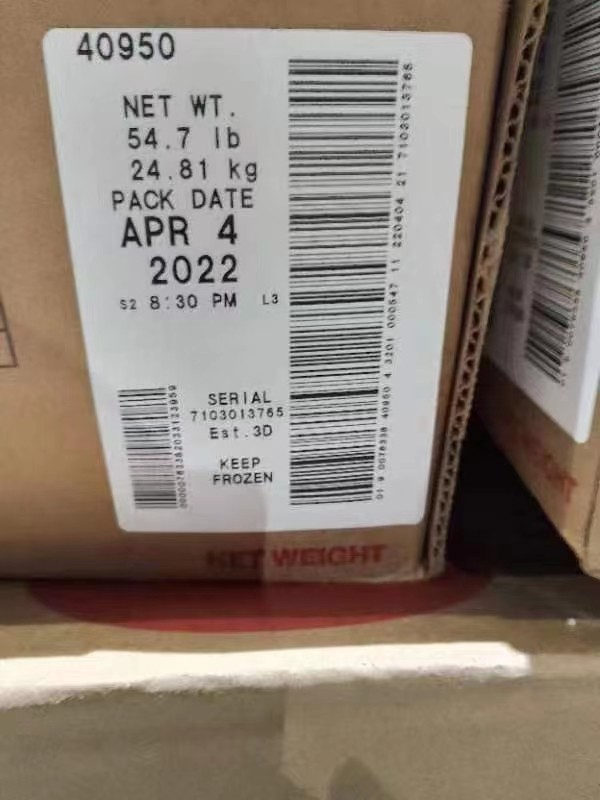 40950
NET WT.
54.7 lb
24.81 kg
PACK DATE
APR 4
2022
S2 8:30 PM L3
SERIAL
7103013765
Est.3D
KEEP
FROZEN
NET WEIGHT